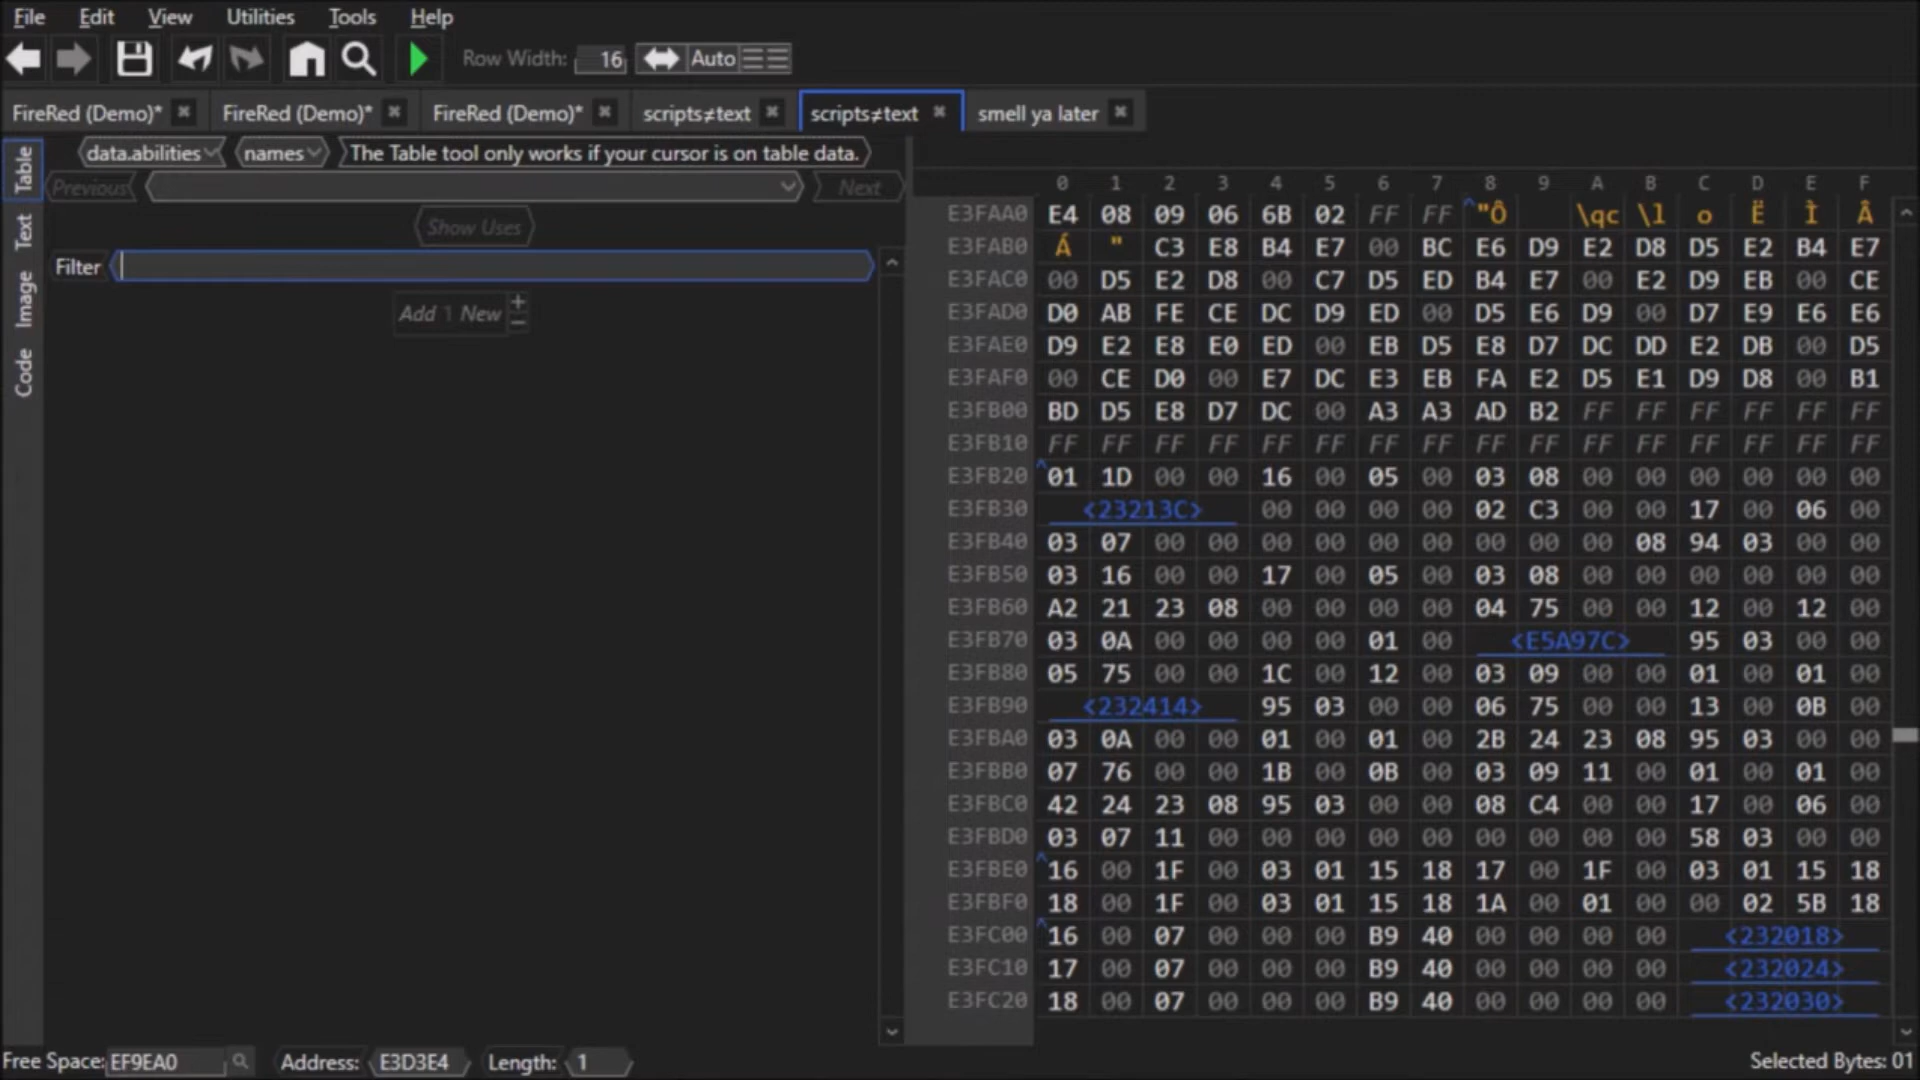 File Edit View Utilities Tools Help
Row Width: 16 Auto
FireRed (Demo)* FireRed (Demo)* FireRed (Demo)* scripts≠text scripts≠text smell ya later
data.abilities names The Table tool only works if your cursor is on table data.
Previous Next
Show Uses
Filter
Add 1 New + −
Table
Text
Image
Code
0 1 2 3 4 5 6 7 8 9 A B C D E F
E3FAA0 E4 08 09 06 6B 02 FF FF ^"Ô \qc \l o Ë Ì Â
E3FAB0 Á " C3 E8 B4 E7 00 BC E6 D9 E2 D8 D5 E2 B4 E7
E3FAC0 00 D5 E2 D8 00 C7 D5 ED B4 E7 00 E2 D9 EB 00 CE
E3FAD0 D0 AB FE CE DC D9 ED 00 D5 E6 D9 00 D7 E9 E6 E6
E3FAE0 D9 E2 E8 E0 ED 00 EB D5 E8 D7 DC DD E2 DB 00 D5
E3FAF0 00 CE D0 00 E7 DC E3 EB FA E2 D5 E1 D9 D8 00 B1
E3FB00 BD D5 E8 D7 DC 00 A3 A3 AD B2 FF FF FF FF FF FF
E3FB10 FF FF FF FF FF FF FF FF FF FF FF FF FF FF FF FF
E3FB20 ^01 1D 00 00 16 00 05 00 03 08 00 00 00 00 00 00
E3FB30 <23213C> 00 00 00 00 02 C3 00 00 17 00 06 00
E3FB40 03 07 00 00 00 00 00 00 00 00 00 08 94 03 00 00
E3FB50 03 16 00 00 17 00 05 00 03 08 00 00 00 00 00 00
E3FB60 A2 21 23 08 00 00 00 00 04 75 00 00 12 00 12 00
E3FB70 03 0A 00 00 00 00 01 00 <E5A97C> 95 03 00 00
E3FB80 05 75 00 00 1C 00 12 00 03 09 00 00 01 00 01 00
E3FB90 <232414> 95 03 00 00 06 75 00 00 13 00 0B 00
E3FBA0 03 0A 00 00 01 00 01 00 2B 24 23 08 95 03 00 00
E3FBB0 07 76 00 00 1B 00 0B 00 03 09 11 00 01 00 01 00
E3FBC0 42 24 23 08 95 03 00 00 08 C4 00 00 17 00 06 00
E3FBD0 03 07 11 00 00 00 00 00 00 00 00 00 58 03 00 00
E3FBE0 ^16 00 1F 00 03 01 15 18 17 00 1F 00 03 01 15 18
E3FBF0 18 00 1F 00 03 01 15 18 1A 00 01 00 00 02 5B 18
E3FC00 ^16 00 07 00 00 00 B9 40 00 00 00 00 <232018>
E3FC10 17 00 07 00 00 00 B9 40 00 00 00 00 <232024>
E3FC20 18 00 07 00 00 00 B9 40 00 00 00 00 <232030>
Free Space: EF9EA0 Address: E3D3E4 Length: 1 Selected Bytes: 01